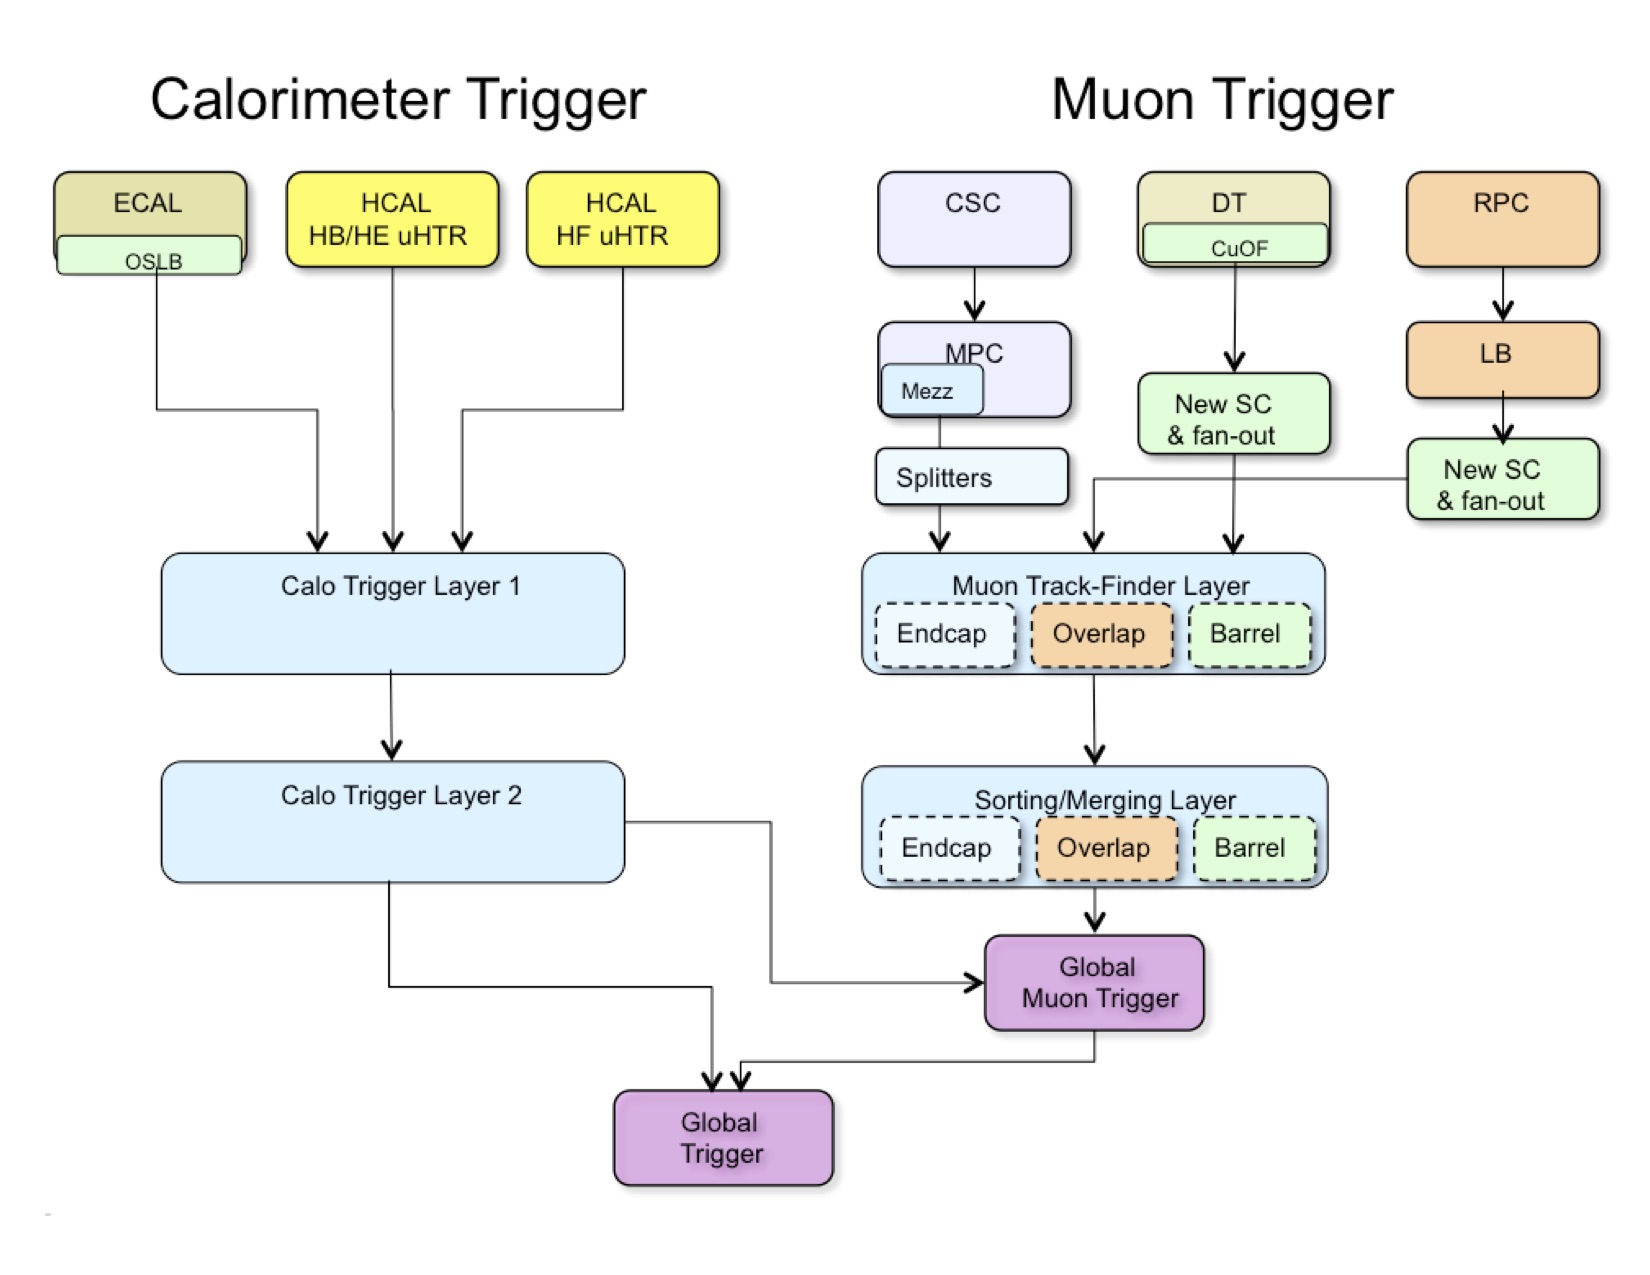 Calorimeter Trigger
Muon Trigger
ECAL
OSLB
HCAL
HB/HE uHTR
HCAL
HF uHTR
CSC
DT
CuOF
RPC
MPC
Mezz
LB
New SC
& fan-out
Splitters
New SC
& fan-out
Calo Trigger Layer 1
Muon Track-Finder Layer
Endcap
Overlap
Barrel
Calo Trigger Layer 2
Sorting/Merging Layer
Endcap
Overlap
Barrel
Global
Muon Trigger
Global
Trigger